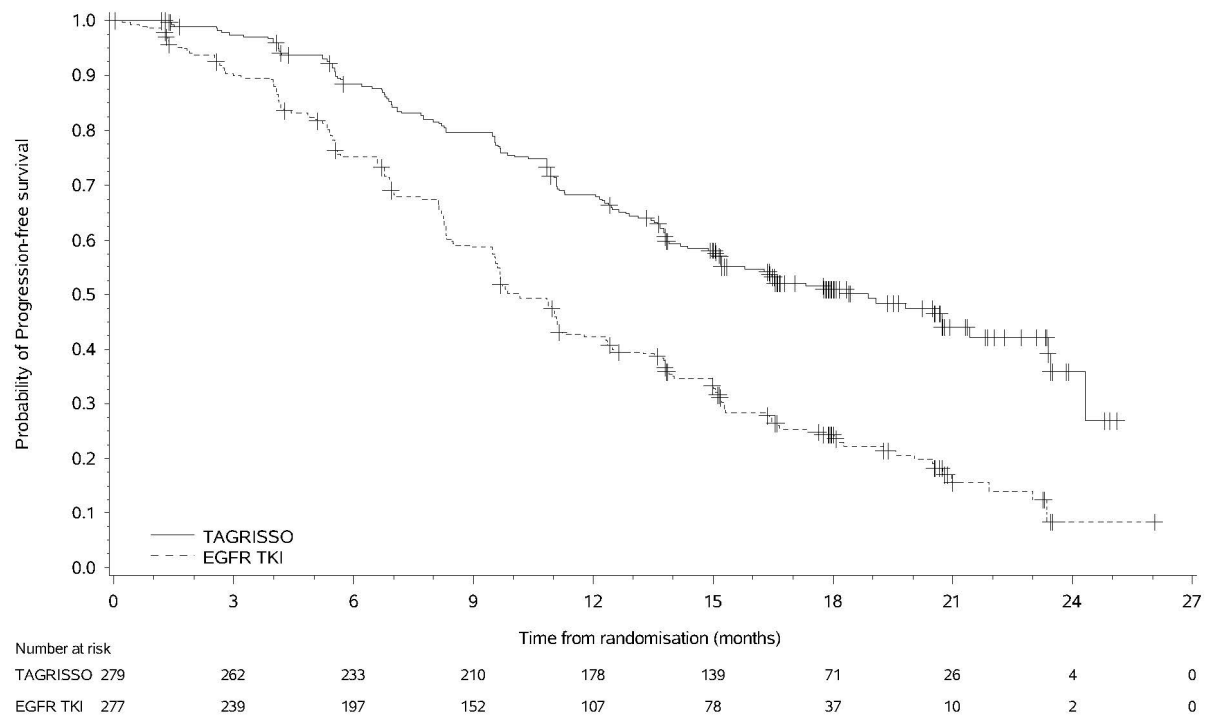 Probability of Progression-free survival
1.0
0.9
0.8
0.7
0.6
0.5
0.4
0.3
0.2
0.1
0.0
TAGRISSO
EGFR TKI
0 3 6 9 12 15 18 21 24 27
Time from randomisation (months)
Number at risk
TAGRISSO 279 262 233 210 178 139 71 26 4 0
EGFR TKI 277 239 197 152 107 78 37 10 2 0